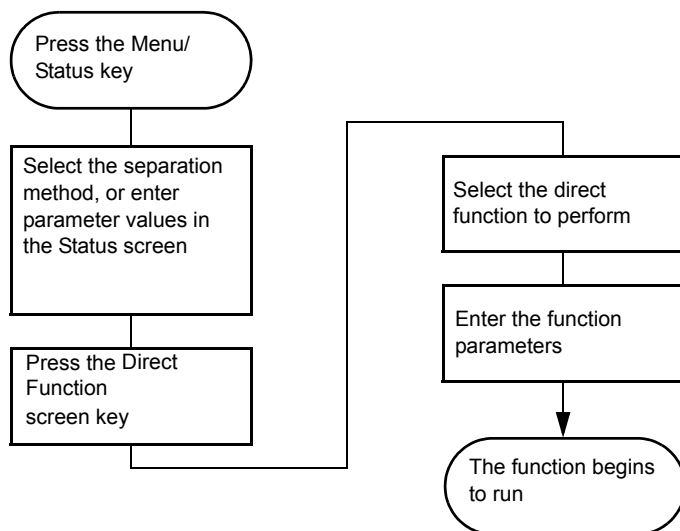 Press the Menu/
Status key
Select the separation
method, or enter
parameter values in
the Status screen
Press the Direct
Function
screen key
Select the direct
function to perform
Enter the function
parameters
The function begins
to run